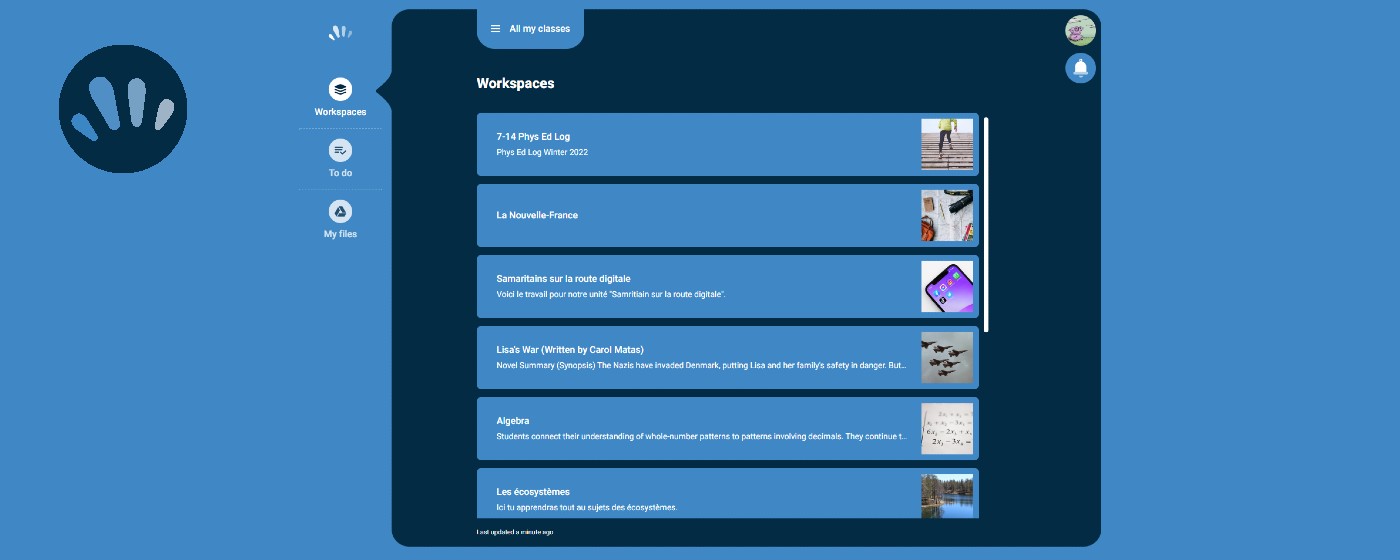 All my classes
Workspaces
Workspaces
To do
My files
7-14 Phys Ed Log
Phys Ed Log Winter 2022
La Nouvelle-France
Samaritains sur la route digitale
Voici le travail pour notre unité "Samritiain sur la route digitale".
Lisa's War (Written by Carol Matas)
Novel Summary (Synopsis) The Nazis have invaded Denmark, putting Lisa and her family's safety in danger. But...
Algebra
Students connect their understanding of whole-number patterns to patterns involving decimals. They continue t...
Les écosystèmes
Ici tu apprendras tout au sujets des écosystèmes.
Last updated a minute ago